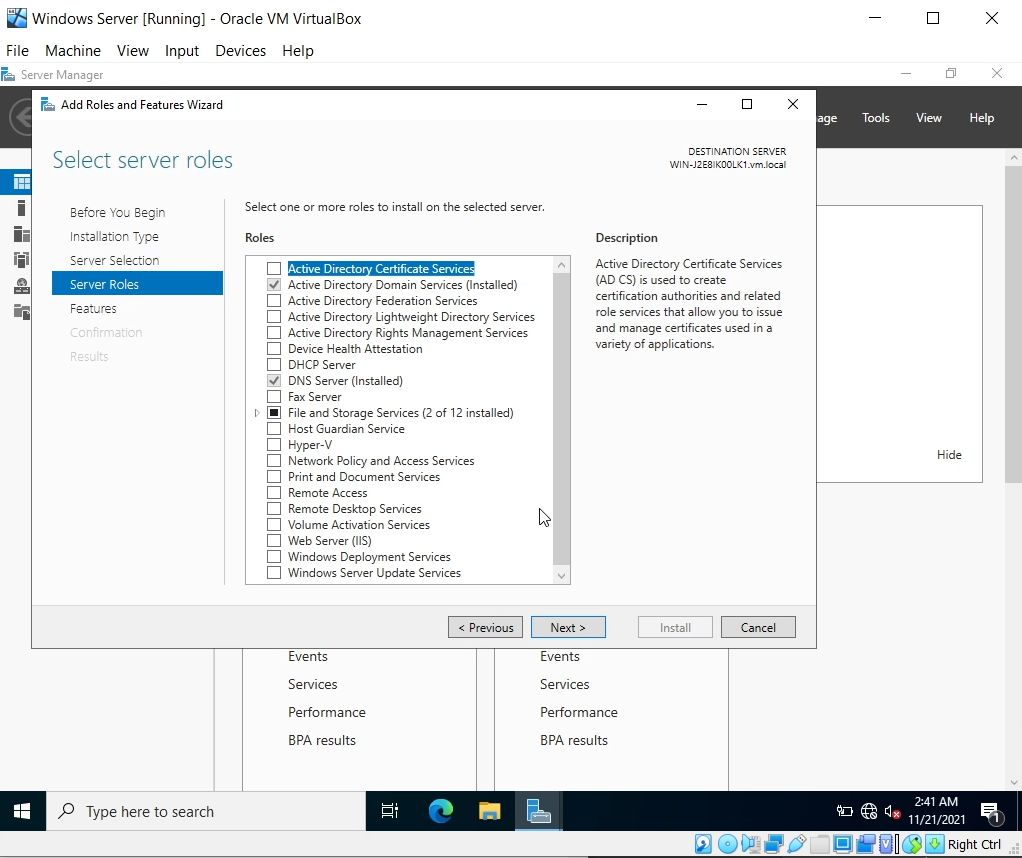 Windows Server [Running] - Oracle VM VirtualBox
File Machine View Input Devices Help
Server Manager
Add Roles and Features Wizard
age Tools View Help
Select server roles
DESTINATION SERVER
WIN-J2E8IK00LK1.vm.local
Before You Begin
Installation Type
Server Selection
Server Roles
Features
Confirmation
Results
Select one or more roles to install on the selected server.
Roles
Active Directory Certificate Services
Active Directory Domain Services (Installed)
Active Directory Federation Services
Active Directory Lightweight Directory Services
Active Directory Rights Management Services
Device Health Attestation
DHCP Server
DNS Server (Installed)
Fax Server
File and Storage Services (2 of 12 installed)
Host Guardian Service
Hyper-V
Network Policy and Access Services
Print and Document Services
Remote Access
Remote Desktop Services
Volume Activation Services
Web Server (IIS)
Windows Deployment Services
Windows Server Update Services
Description
Active Directory Certificate Services
(AD CS) is used to create
certification authorities and related
role services that allow you to issue
and manage certificates used in a
variety of applications.
Hide
< Previous Next > Install Cancel
Events
Services
Performance
BPA results
Events
Services
Performance
BPA results
Type here to search
2:41 AM
11/21/2021
1
Right Ctrl